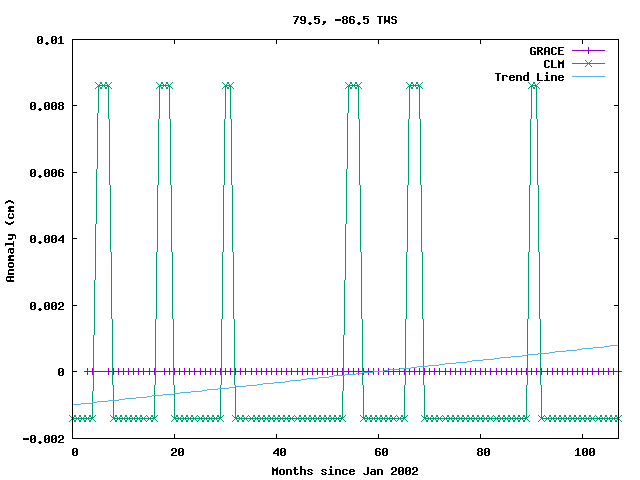 79.5, -86.5 TWS
0.01
0.008
0.006
0.004
0.002
0
-0.002
Anomaly (cm)
GRACE
CLM
Trend Line
0 20 40 60 80 100
Months since Jan 2002